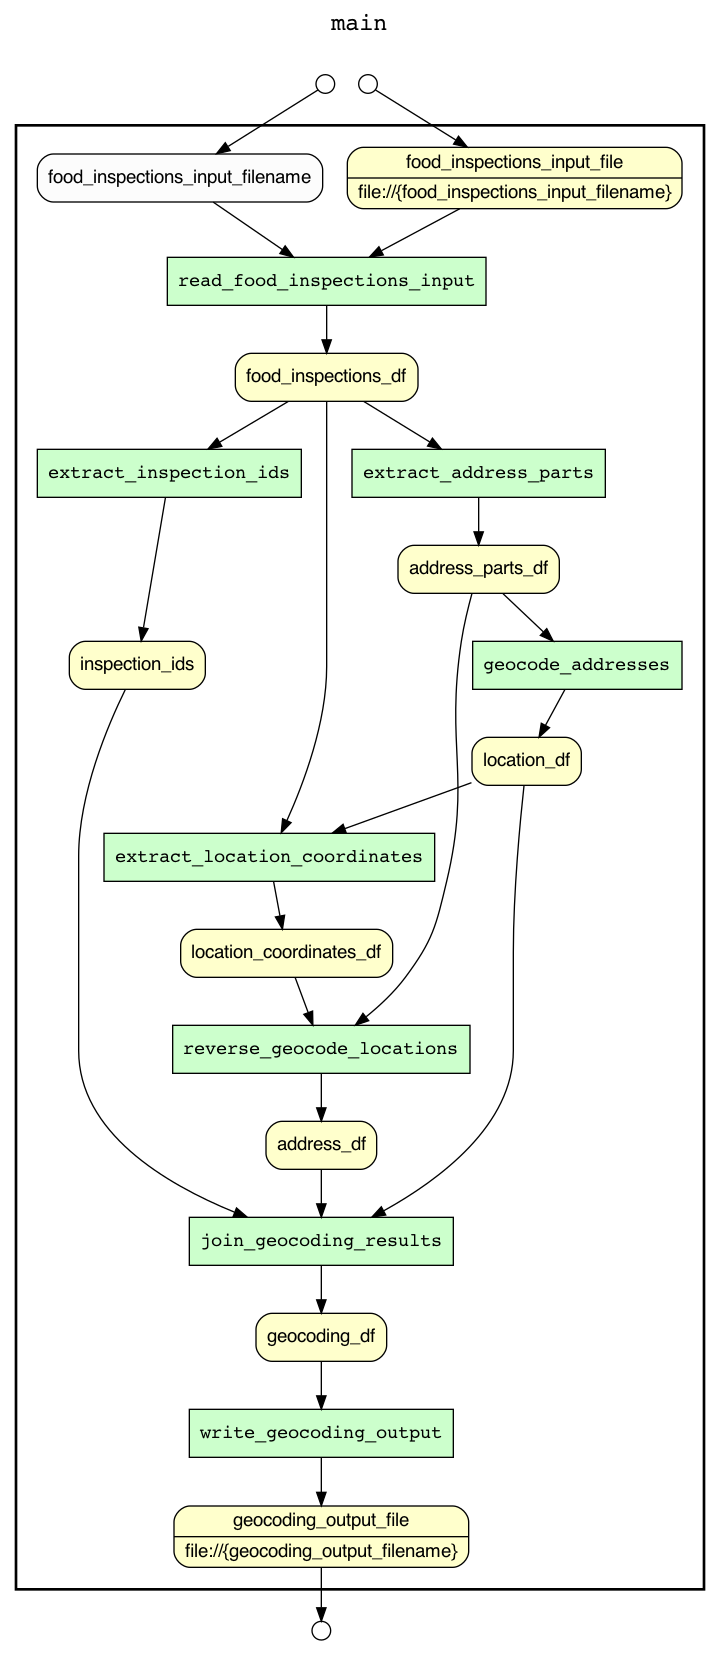 main
food_inspections_input_filename
food_inspections_input_file
file://{food_inspections_input_filename}
read_food_inspections_input
food_inspections_df
extract_inspection_ids
extract_address_parts
address_parts_df
inspection_ids
geocode_addresses
location_df
extract_location_coordinates
location_coordinates_df
reverse_geocode_locations
address_df
join_geocoding_results
geocoding_df
write_geocoding_output
geocoding_output_file
file://{geocoding_output_filename}